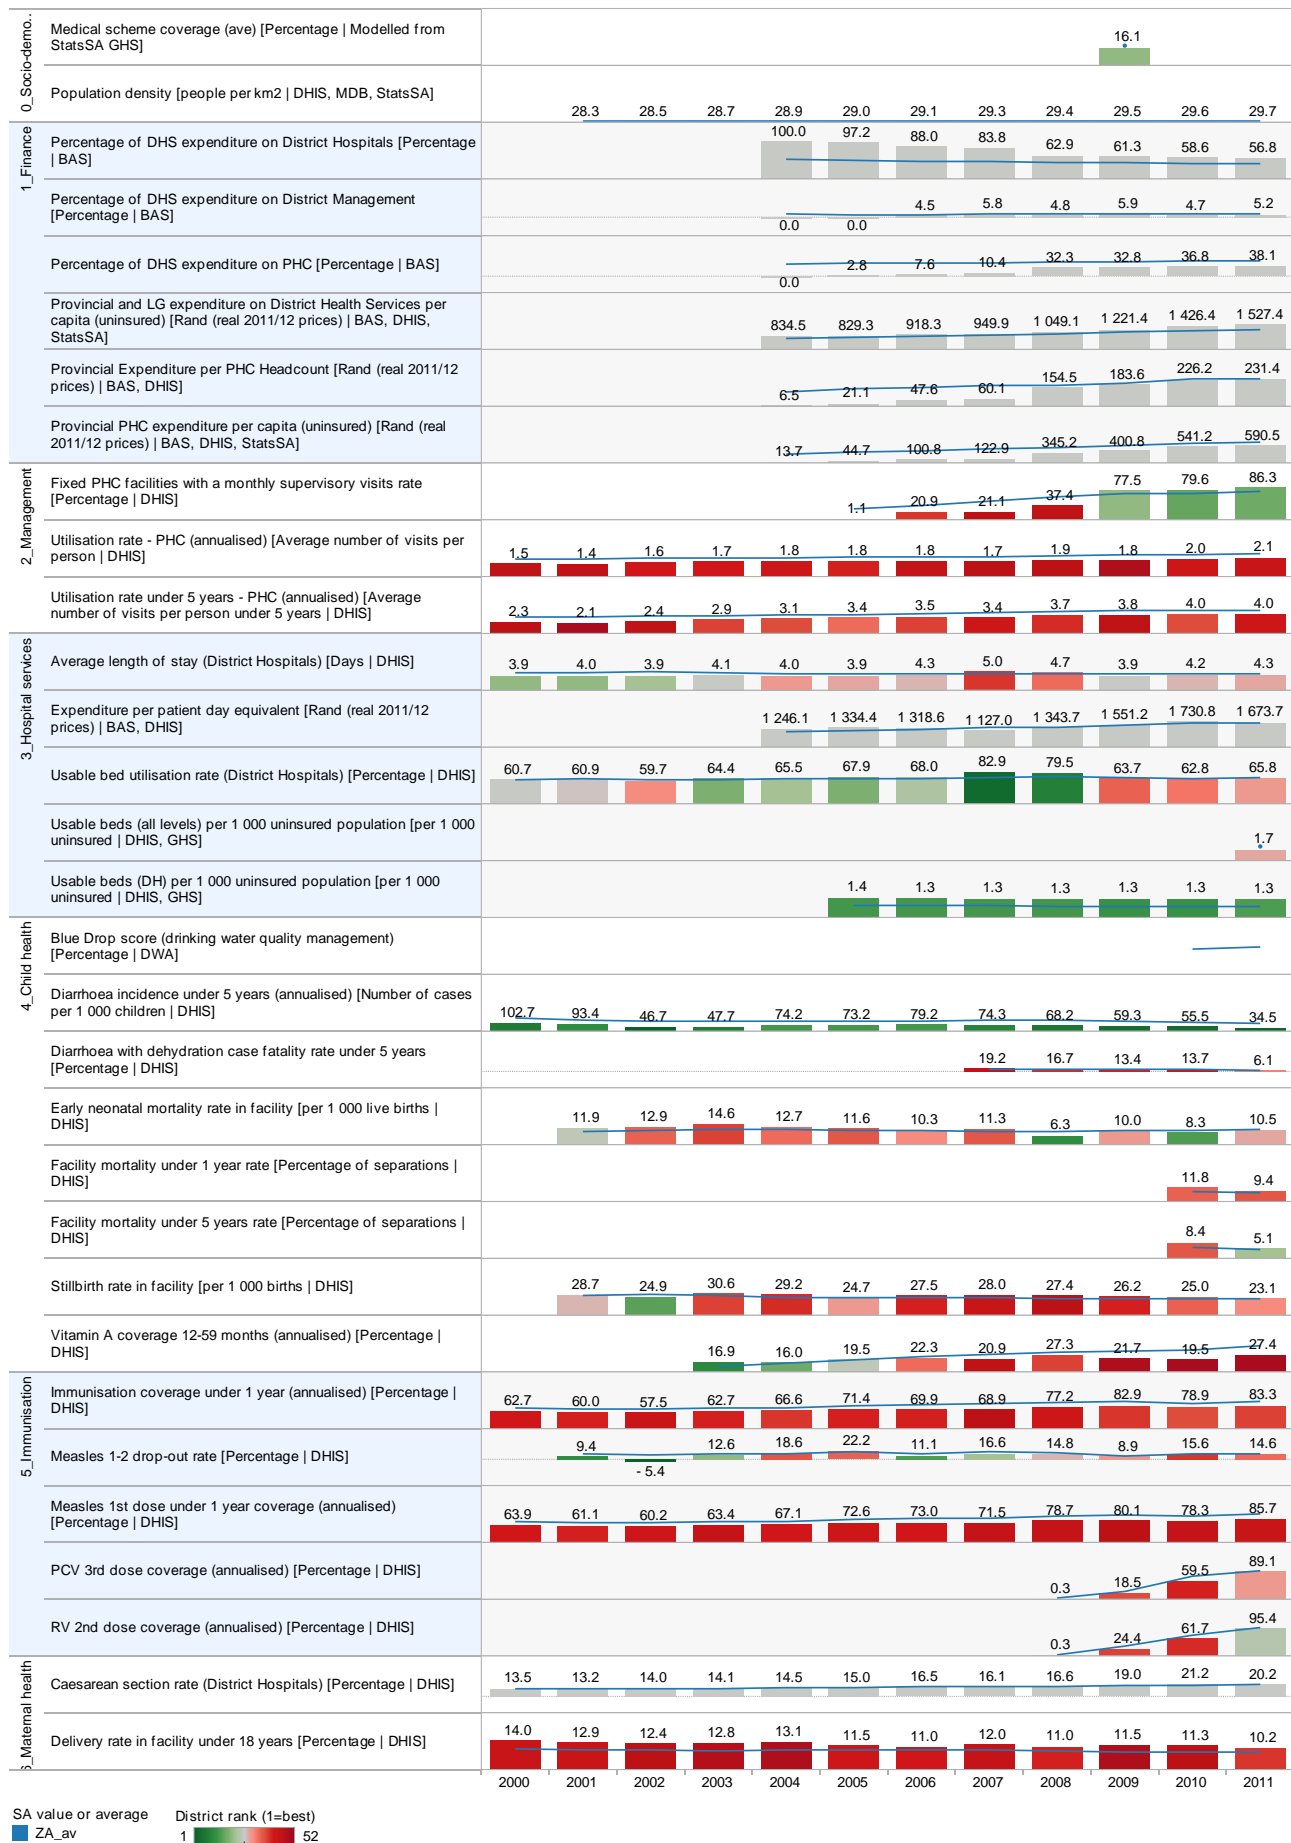 0_Socio-demo..
Medical scheme coverage (ave) [Percentage | Modelled from
StatsSA GHS]
16.1
Population density [people per km2 | DHIS, MDB, StatsSA]
28.3 28.5 28.7 28.9 29.0 29.1 29.3 29.4 29.5 29.6 29.7
1_Finance
Percentage of DHS expenditure on District Hospitals [Percentage
| BAS]
100.0 97.2 88.0 83.8 62.9 61.3 58.6 56.8
Percentage of DHS expenditure on District Management
[Percentage | BAS]
0.0 0.0 4.5 5.8 4.8 5.9 4.7 5.2
Percentage of DHS expenditure on PHC [Percentage | BAS]
0.0 2.8 7.6 10.4 32.3 32.8 36.8 38.1
Provincial and LG expenditure on District Health Services per
capita (uninsured) [Rand (real 2011/12 prices) | BAS, DHIS,
StatsSA]
834.5 829.3 918.3 949.9 1 049.1 1 221.4 1 426.4 1 527.4
Provincial Expenditure per PHC Headcount [Rand (real 2011/12
prices) | BAS, DHIS]
6.5 21.1 47.6 60.1 154.5 183.6 226.2 231.4
Provincial PHC expenditure per capita (uninsured) [Rand (real
2011/12 prices) | BAS, DHIS, StatsSA]
13.7 44.7 100.8 122.9 345.2 400.8 541.2 590.5
2_Management
Fixed PHC facilities with a monthly supervisory visits rate
[Percentage | DHIS]
1.1 20.9 21.1 37.4 77.5 79.6 86.3
Utilisation rate - PHC (annualised) [Average number of visits per
person | DHIS]
1.5 1.4 1.6 1.7 1.8 1.8 1.8 1.7 1.9 1.8 2.0 2.1
Utilisation rate under 5 years - PHC (annualised) [Average
number of visits per person under 5 years | DHIS]
2.3 2.1 2.4 2.9 3.1 3.4 3.5 3.4 3.7 3.8 4.0 4.0
3_Hospital services
Average length of stay (District Hospitals) [Days | DHIS]
3.9 4.0 3.9 4.1 4.0 3.9 4.3 5.0 4.7 3.9 4.2 4.3
Expenditure per patient day equivalent [Rand (real 2011/12
prices) | BAS, DHIS]
1 246.1 1 334.4 1 318.6 1 127.0 1 343.7 1 551.2 1 730.8 1 673.7
Usable bed utilisation rate (District Hospitals) [Percentage | DHIS]
60.7 60.9 59.7 64.4 65.5 67.9 68.0 82.9 79.5 63.7 62.8 65.8
Usable beds (all levels) per 1 000 uninsured population [per 1 000
uninsured | DHIS, GHS]
1.7
Usable beds (DH) per 1 000 uninsured population [per 1 000
uninsured | DHIS, GHS]
1.4 1.3 1.3 1.3 1.3 1.3 1.3
4_Child health
Blue Drop score (drinking water quality management)
[Percentage | DWA]
Diarrhoea incidence under 5 years (annualised) [Number of cases
per 1 000 children | DHIS]
102.7 93.4 46.7 47.7 74.2 73.2 79.2 74.3 68.2 59.3 55.5 34.5
Diarrhoea with dehydration case fatality rate under 5 years
[Percentage | DHIS]
19.2 16.7 13.4 13.7 6.1
Early neonatal mortality rate in facility [per 1 000 live births |
DHIS]
11.9 12.9 14.6 12.7 11.6 10.3 11.3 6.3 10.0 8.3 10.5
Facility mortality under 1 year rate [Percentage of separations |
DHIS]
11.8 9.4
Facility mortality under 5 years rate [Percentage of separations |
DHIS]
8.4 5.1
Stillbirth rate in facility [per 1 000 births | DHIS]
28.7 24.9 30.6 29.2 24.7 27.5 28.0 27.4 26.2 25.0 23.1
Vitamin A coverage 12-59 months (annualised) [Percentage |
DHIS]
16.9 16.0 19.5 22.3 20.9 27.3 21.7 19.5 27.4
5_Immunisation
Immunisation coverage under 1 year (annualised) [Percentage |
DHIS]
62.7 60.0 57.5 62.7 66.6 71.4 69.9 68.9 77.2 82.9 78.9 83.3
Measles 1-2 drop-out rate [Percentage | DHIS]
9.4 - 5.4 12.6 18.6 22.2 11.1 16.6 14.8 8.9 15.6 14.6
Measles 1st dose under 1 year coverage (annualised)
[Percentage | DHIS]
63.9 61.1 60.2 63.4 67.1 72.6 73.0 71.5 78.7 80.1 78.3 85.7
PCV 3rd dose coverage (annualised) [Percentage | DHIS]
0.3 18.5 59.5 89.1
RV 2nd dose coverage (annualised) [Percentage | DHIS]
0.3 24.4 61.7 95.4
Caesarean section rate (District Hospitals) [Percentage | DHIS]
13.5 13.2 14.0 14.1 14.5 15.0 16.5 16.1 16.6 19.0 21.2 20.2
6_Maternal health
Delivery rate in facility under 18 years [Percentage | DHIS]
14.0 12.9 12.4 12.8 13.1 11.5 11.0 12.0 11.0 11.5 11.3 10.2
2000 2001 2002 2003 2004 2005 2006 2007 2008 2009 2010 2011
SA value or average
ZA_av
District rank (1=best)
1 52